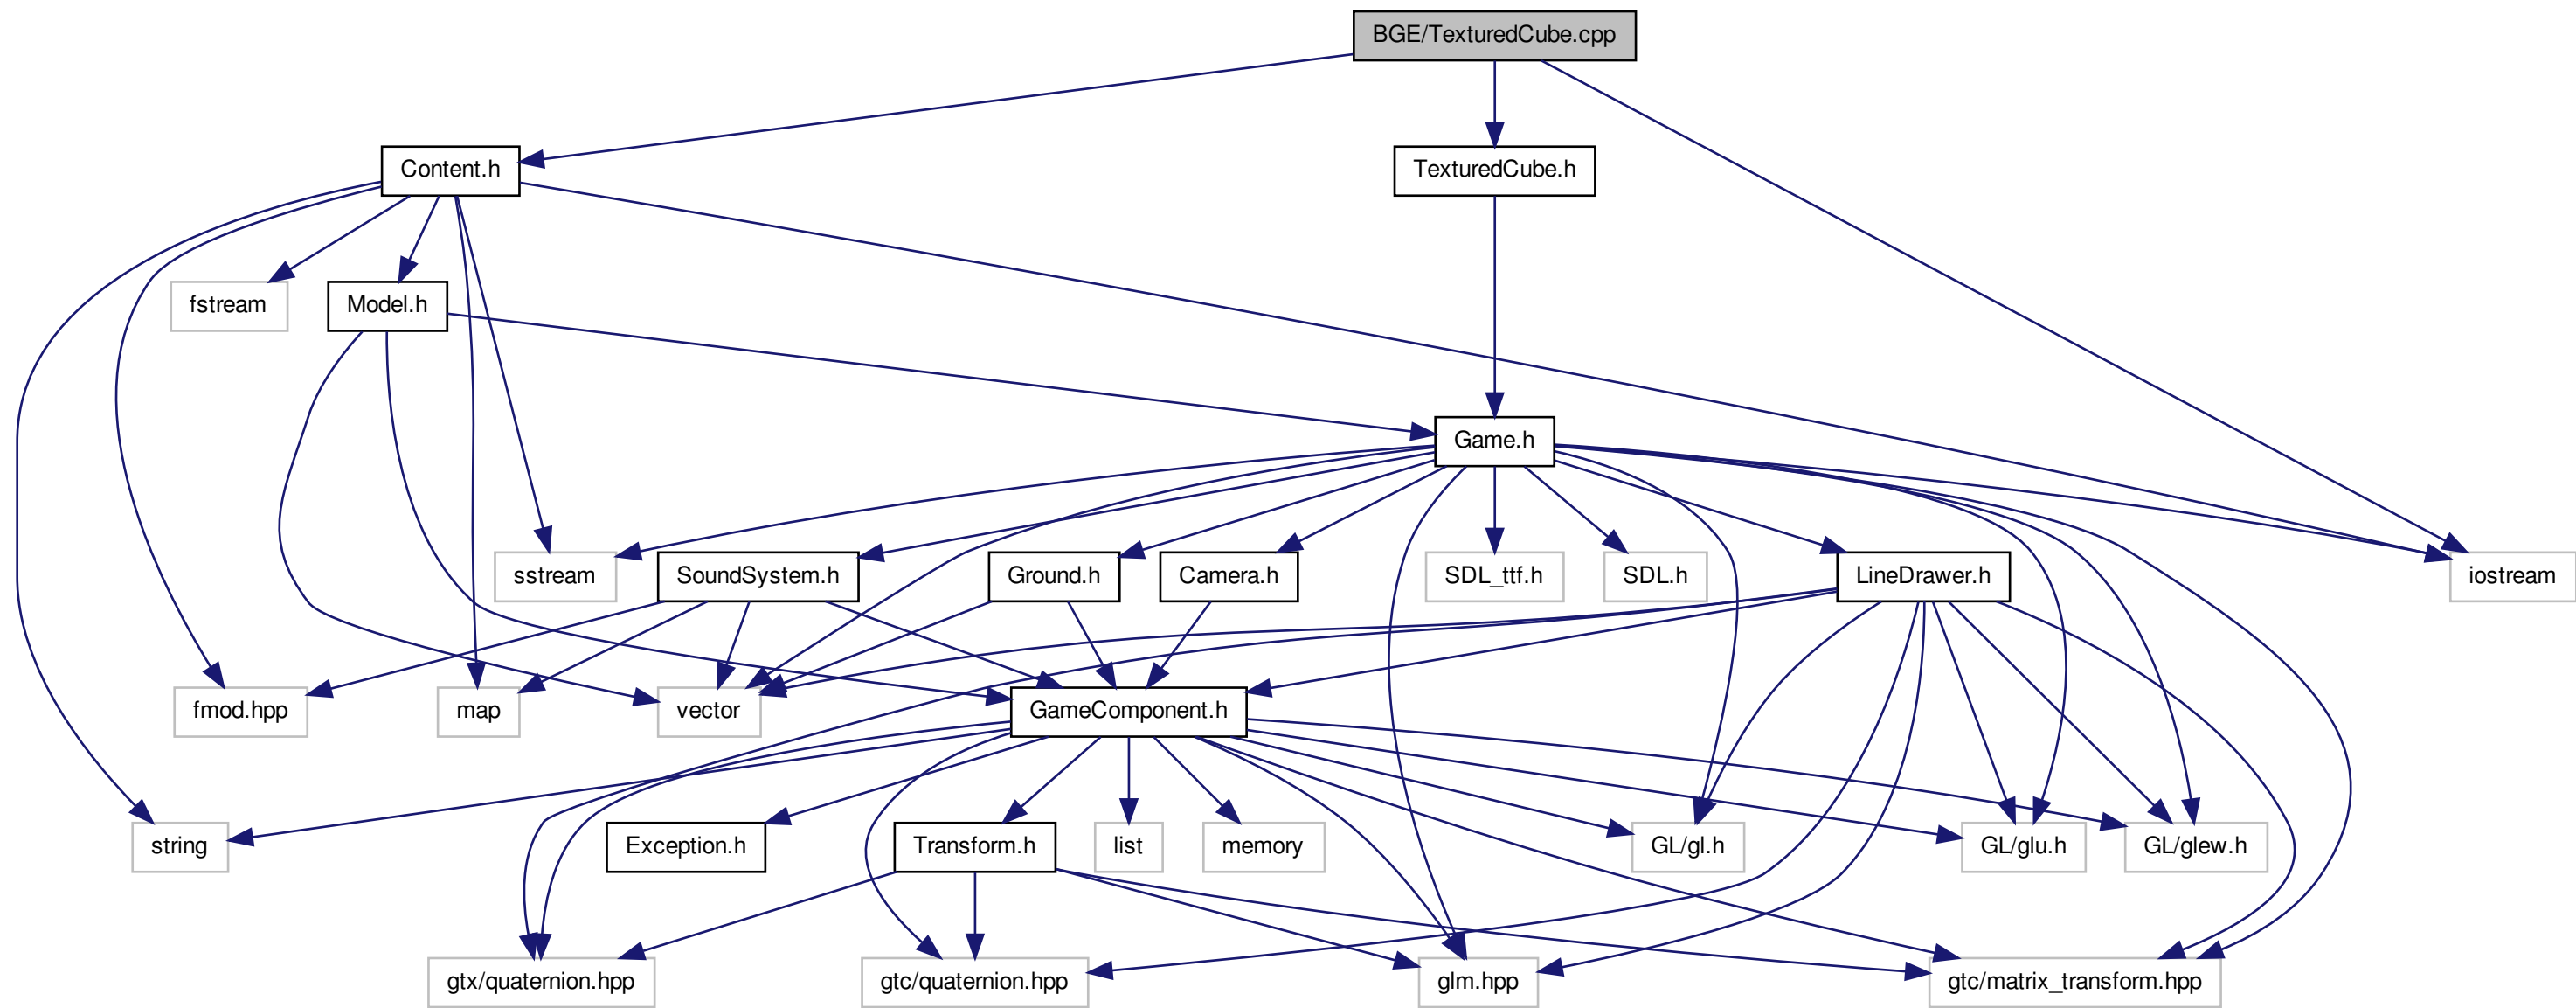 BGE/TexturedCube.cpp
Content.h
TexturedCube.h
fstream
Model.h
Game.h
sstream
SoundSystem.h
Ground.h
Camera.h
SDL_ttf.h
SDL.h
LineDrawer.h
iostream
fmod.hpp
map
vector
GameComponent.h
string
Exception.h
Transform.h
list
memory
GL/gl.h
GL/glu.h
GL/glew.h
gtx/quaternion.hpp
gtc/quaternion.hpp
glm.hpp
gtc/matrix_transform.hpp